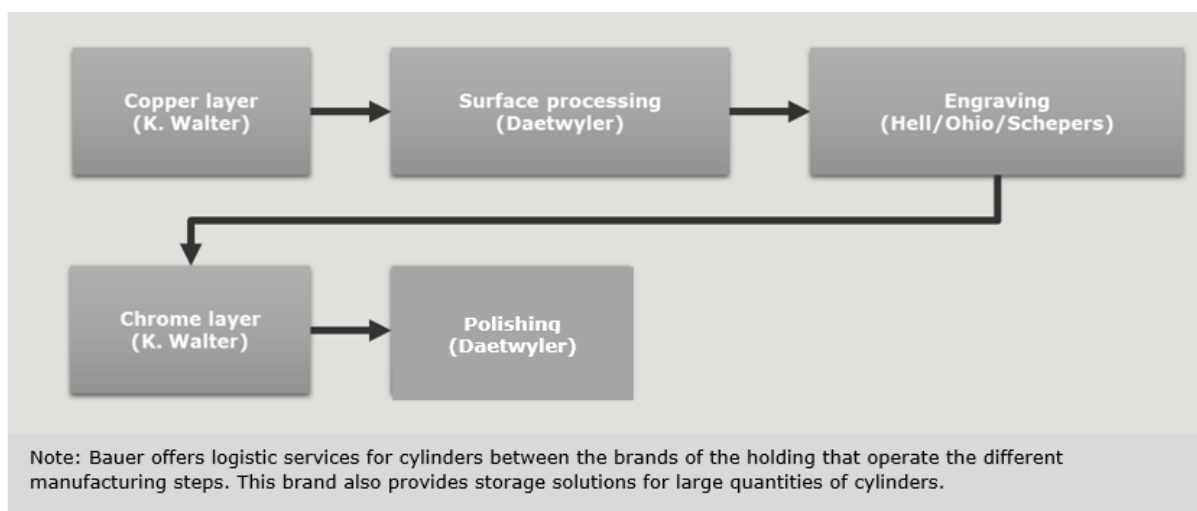 Copper layer
(K. Walter)
Surface processing
(Daetwyler)
Engraving
(Hell/Ohio/Schepers)
Chrome layer
(K. Walter)
Polishing
(Daetwyler)
Note: Bauer offers logistic services for cylinders between the brands of the holding that operate the different
manufacturing steps. This brand also provides storage solutions for large quantities of cylinders.